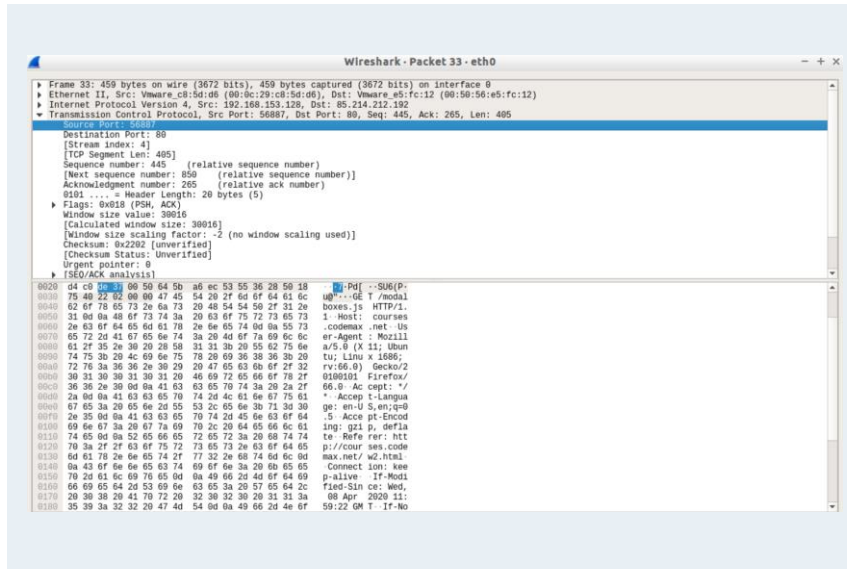 Wireshark · Packet 33 · eth0
Frame 33: 459 bytes on wire (3672 bits), 459 bytes captured (3672 bits) on interface 0
Ethernet II, Src: Vmware_c8:5d:d6 (00:0c:29:c8:5d:d6), Dst: Vmware_e5:fc:12 (00:50:56:e5:fc:12)
Internet Protocol Version 4, Src: 192.168.153.128, Dst: 85.214.212.192
Transmission Control Protocol, Src Port: 56887, Dst Port: 80, Seq: 445, Ack: 265, Len: 405
Source Port: 56887
Destination Port: 80
[Stream index: 4]
[TCP Segment Len: 405]
Sequence number: 445 (relative sequence number)
[Next sequence number: 850 (relative sequence number)]
Acknowledgment number: 265 (relative ack number)
0101 .... = Header Length: 20 bytes (5)
Flags: 0x018 (PSH, ACK)
Window size value: 30016
[Calculated window size: 30016]
[Window size scaling factor: -2 (no window scaling used)]
Checksum: 0x2202 [unverified]
[Checksum Status: Unverified]
Urgent pointer: 0
[SEQ/ACK analysis]
0020 d4 c0 de 37 00 50 64 5b a6 ec 53 55 36 28 50 18 ···7·Pd[ ··SU6(P·
0030 75 40 22 02 00 00 47 45 54 20 2f 6d 6f 64 61 6c u@"···GE T /modal
0040 62 6f 78 65 73 2e 6a 73 20 48 54 54 50 2f 31 2e boxes.js HTTP/1.
0050 31 0d 0a 48 6f 73 74 3a 20 63 6f 75 72 73 65 73 1··Host: courses
0060 2e 63 6f 64 65 6d 61 78 2e 6e 65 74 0d 0a 55 73 .codemax .net··Us
0070 65 72 2d 41 67 65 6e 74 3a 20 4d 6f 7a 69 6c 6c er-Agent : Mozill
0080 61 2f 35 2e 30 20 28 58 31 31 3b 20 55 62 75 6e a/5.0 (X 11; Ubun
0090 74 75 3b 20 4c 69 6e 75 78 20 69 36 38 36 3b 20 tu; Linu x i686;
00a0 72 76 3a 36 36 2e 30 29 20 47 65 63 6b 6f 2f 32 rv:66.0) Gecko/2
00b0 30 31 30 30 31 30 31 20 46 69 72 65 66 6f 78 2f 0100101 Firefox/
00c0 36 36 2e 30 0d 0a 41 63 63 65 70 74 3a 20 2a 2f 66.0··Ac cept: */
00d0 2a 0d 0a 41 63 63 65 70 74 2d 4c 61 6e 67 75 61 *··Accep t-Langua
00e0 67 65 3a 20 65 6e 2d 55 53 2c 65 6e 3b 71 3d 30 ge: en-U S,en;q=0
00f0 2e 35 0d 0a 41 63 63 65 70 74 2d 45 6e 63 6f 64 .5··Acce pt-Encod
0100 69 6e 67 3a 20 67 7a 69 70 2c 20 64 65 66 6c 61 ing: gzi p, defla
0110 74 65 0d 0a 52 65 66 65 72 65 72 3a 20 68 74 74 te··Refe rer: htt
0120 70 3a 2f 2f 63 6f 75 72 73 65 73 2e 63 6f 64 65 p://cour ses.code
0130 6d 61 78 2e 6e 65 74 2f 77 32 2e 68 74 6d 6c 0d max.net/ w2.html·
0140 0a 43 6f 6e 6e 65 63 74 69 6f 6e 3a 20 6b 65 65 ·Connect ion: kee
0150 70 2d 61 6c 69 76 65 0d 0a 49 66 2d 4d 6f 64 69 p-alive· ·If-Modi
0160 66 69 65 64 2d 53 69 6e 63 65 3a 20 57 65 64 2c fied-Sin ce: Wed,
0170 20 30 38 20 41 70 72 20 32 30 32 30 20 31 31 3a 08 Apr 2020 11:
0180 35 39 3a 32 32 20 47 4d 54 0d 0a 49 66 2d 4e 6f 59:22 GM T··If-No